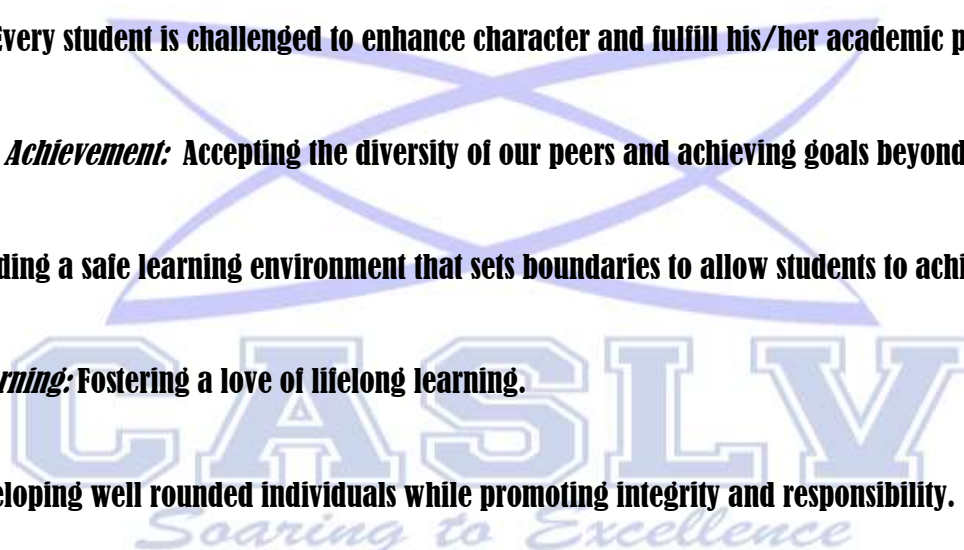 Every student is challenged to enhance character and fulfill his/her academic p
Achievement: Accepting the diversity of our peers and achieving goals beyond
ding a safe learning environment that sets boundaries to allow students to achi
rning: Fostering a love of lifelong learning.
CASLV
eloping well rounded individuals while promoting integrity and responsibility.
Soaring to Excellence